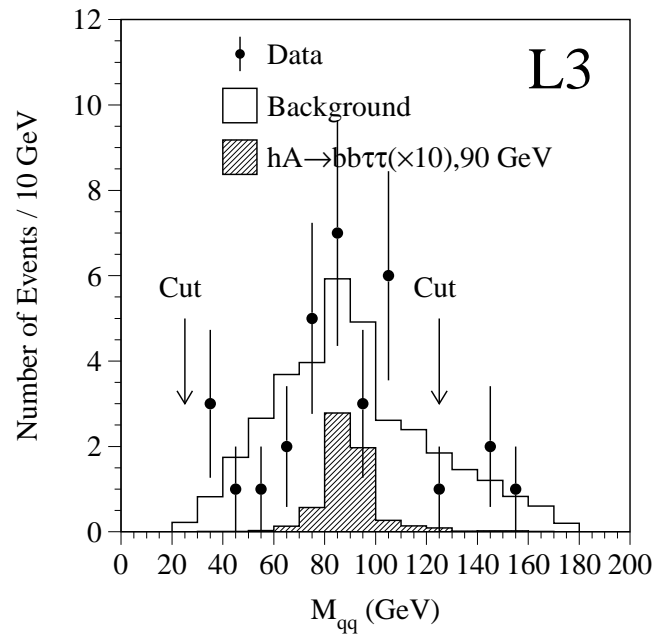 L3
Data
Background
hA→bbττ(×10),90 GeV
Cut
Cut
Number of Events / 10 GeV
12
10
8
6
4
2
0
0 20 40 60 80 100 120 140 160 180 200
M_qq (GeV)